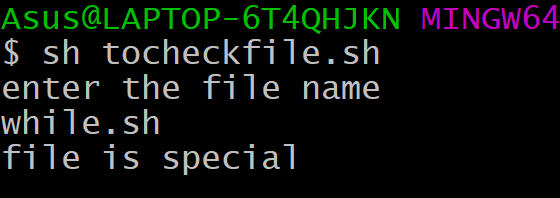 Asus@LAPTOP-6T4QHJKN MINGW64
$ sh tocheckfile.sh
enter the file name
while.sh
file is special